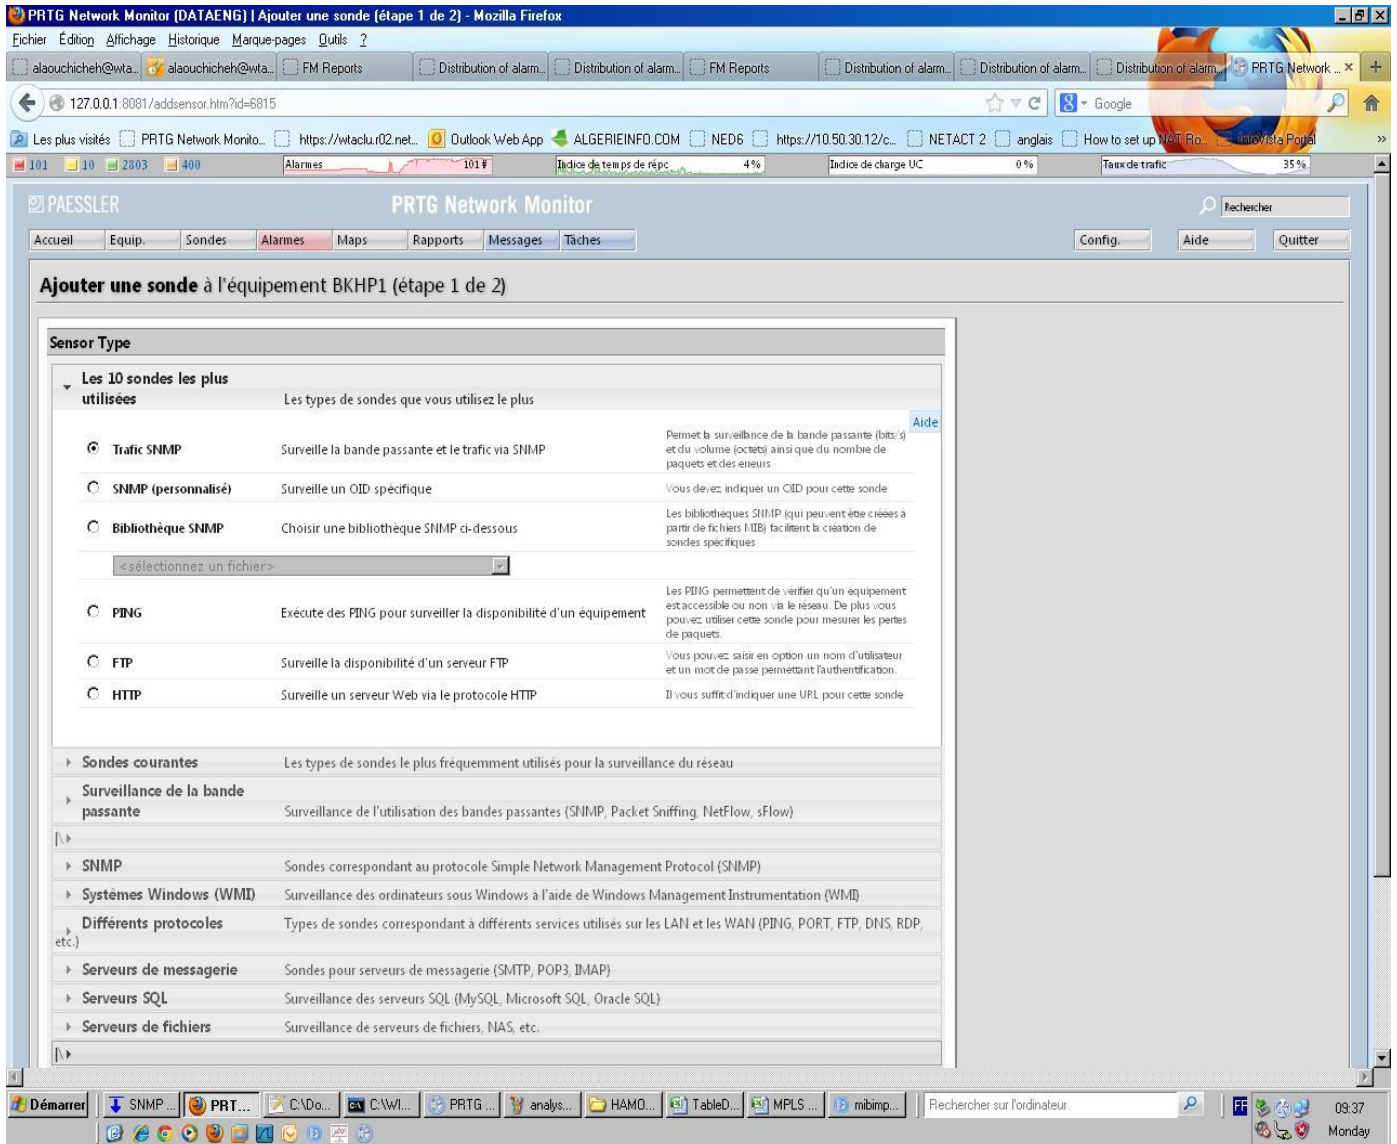 PRTG Network Monitor (DATAENG) | Ajouter une sonde (étape 1 de 2) - Mozilla Firefox
Fichier Édition Affichage Historique Marque-pages Outils ?
alaouchicheh@wta... alaouchicheh@wta... FM Reports Distribution of alarm... Distribution of alarm... FM Reports Distribution of alarm... Distribution of alarm... Distribution of alarm... PRTG Network ... × +
127.0.0.1:8081/addsensor.htm?id=6815 Google
Les plus visités PRTG Network Monito... https://wtaclu.r02.net... Outlook Web App ALGERIEINFO.COM NED6 https://10.50.30.12/c... NETACT 2 anglais How to set up NAT Ro... InfoVista Portal »
101 10 2803 400 Alarmes 101 # Indice de temps de répc 4% Indice de charge UC 0% Taux de trafic 35%
PAESSLER PRTG Network Monitor Rechercher
Accueil Equip. Sondes Alarmes Maps Rapports Messages Tâches Config. Aide Quitter
Ajouter une sonde à l'équipement BKHP1 (étape 1 de 2)
Sensor Type
Les 10 sondes les plus
utilisées Les types de sondes que vous utilisez le plus
Aide
Trafic SNMP Surveille la bande passante et le trafic via SNMP Permet la surveillance de la bande passante (bits/s)
et du volume (octets) ainsi que du nombre de
paquets et des erreurs
SNMP (personnalisé) Surveille un OID spécifique Vous devez indiquer un OID pour cette sonde
Bibliothèque SNMP Choisir une bibliothèque SNMP ci-dessous Les bibliothèques SNMP (qui peuvent être créées à
partir de fichiers MIB) facilitent la création de
sondes spécifiques
<sélectionnez un fichier>
PING Exécute des PING pour surveiller la disponibilité d'un équipement Les PING permettent de vérifier qu'un équipement
est accessible ou non via le réseau. De plus vous
pouvez utiliser cette sonde pour mesurer les pertes
de paquets.
FTP Surveille la disponibilité d'un serveur FTP Vous pouvez saisir en option un nom d'utilisateur
et un mot de passe permettant l'authentification.
HTTP Surveille un serveur Web via le protocole HTTP Il vous suffit d'indiquer une URL pour cette sonde
Sondes courantes Les types de sondes le plus fréquemment utilisés pour la surveillance du réseau
Surveillance de la bande
passante Surveillance de l'utilisation des bandes passantes (SNMP, Packet Sniffing, NetFlow, sFlow)
|\
SNMP Sondes correspondant au protocole Simple Network Management Protocol (SNMP)
Systèmes Windows (WMI) Surveillance des ordinateurs sous Windows à l'aide de Windows Management Instrumentation (WMI)
Différents protocoles Types de sondes correspondant à différents services utilisés sur les LAN et les WAN (PING, PORT, FTP, DNS, RDP,
etc.)
Serveurs de messagerie Sondes pour serveurs de messagerie (SMTP, POP3, IMAP)
Serveurs SQL Surveillance des serveurs SQL (MySQL, Microsoft SQL, Oracle SQL)
Serveurs de fichiers Surveillance de serveurs de fichiers, NAS, etc.
|\
Démarrer SNMP ... PRT... C:\Do... C:\WI... PRTG ... analys... HAMO... TableD... MPLS ... mibimp... Rechercher sur l'ordinateur FF 09:37
Monday